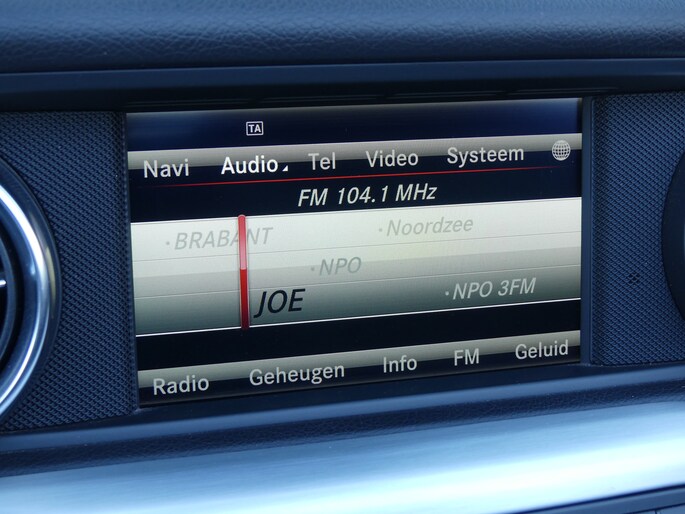 TA
Navi Audio Tel Video Systeem
FM 104.1 MHz
·BRABANT ·Noordzee
·NPO
JOE ·NPO 3FM
Radio Geheugen Info FM Geluid